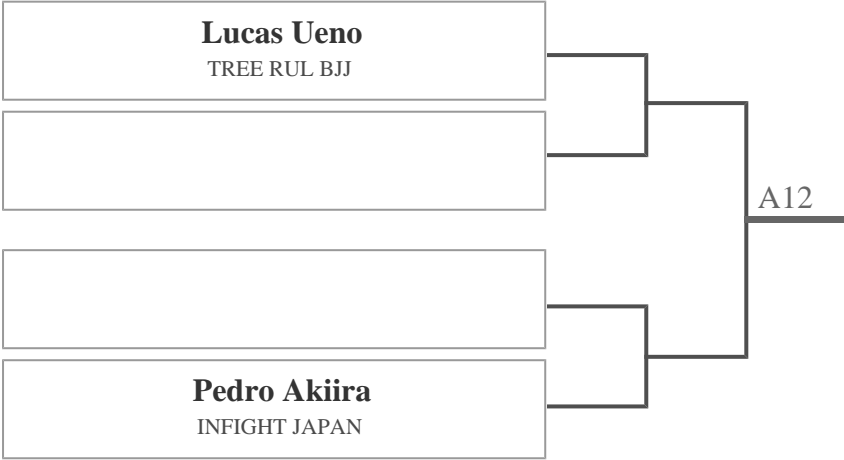 Lucas Ueno
TREE RUL BJJ
A12
Pedro Akiira
INFIGHT JAPAN